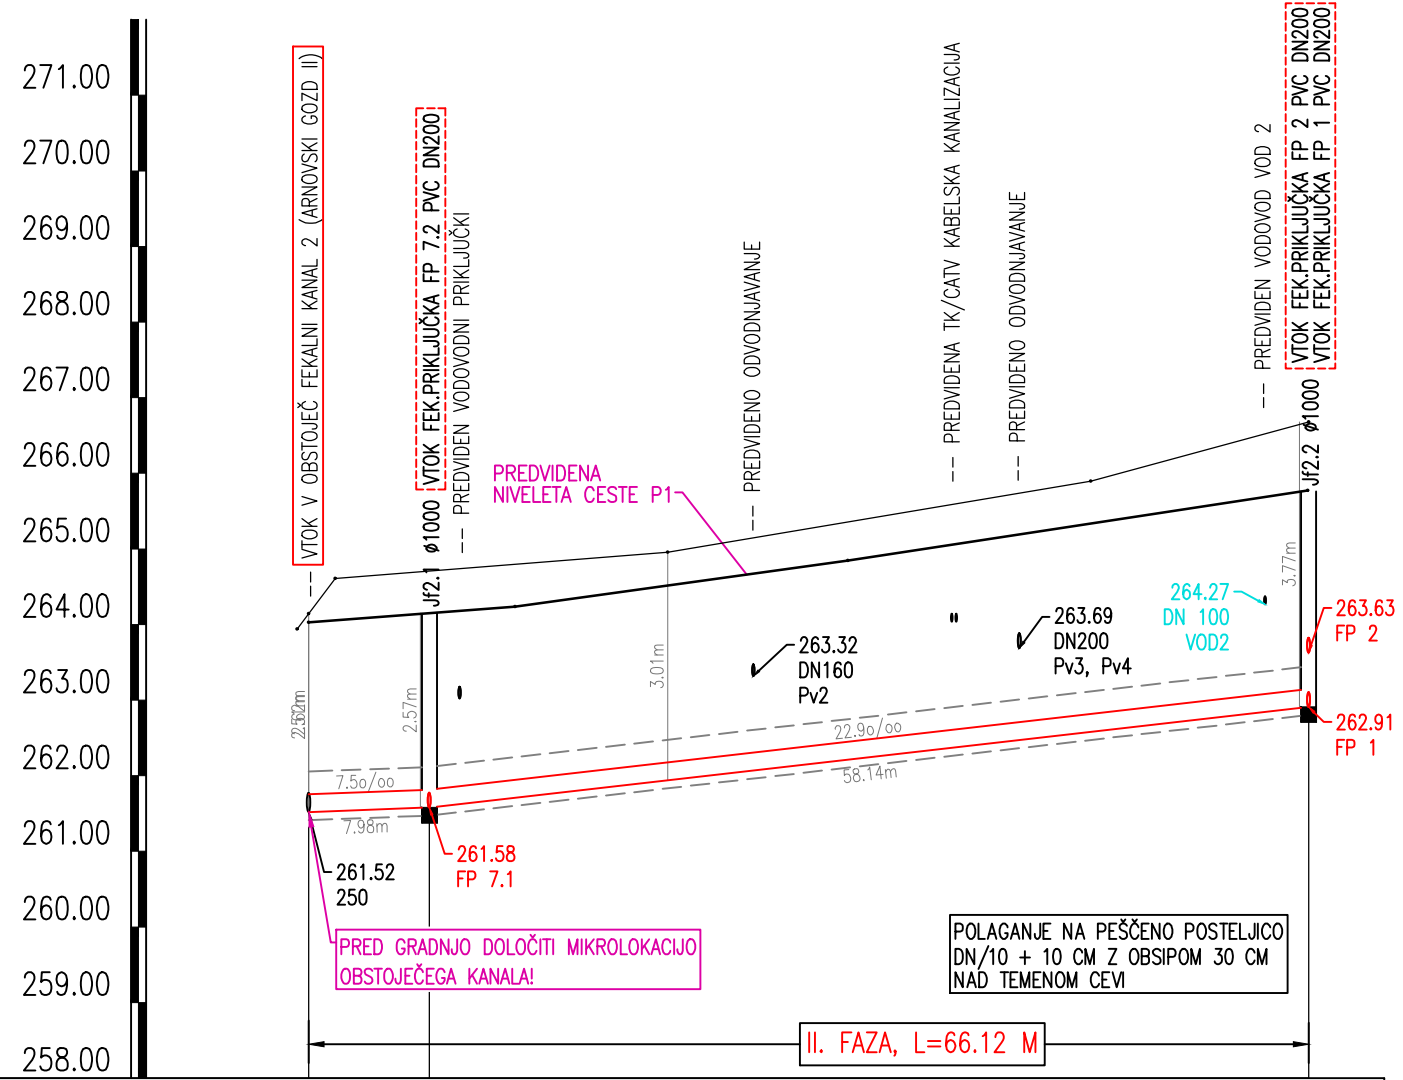 271.00
270.00
269.00
268.00
267.00
266.00
265.00
264.00
263.00
262.00
261.00
260.00
259.00
258.00
VTOK V OBSTOJEČ FEKALNI KANAL 2 (ARNOVSKI GOZD II)
Jf2.1 ø1000
VTOK FEK.PRIKLJUČKA FP 7.2 PVC DN200
PREDVIDEN VODOVODNI PRIKLJUČKI
PREDVIDENA
NIVELETA CESTE P1
PREDVIDENO ODVODNJAVANJE
PREDVIDENA TK/CATV KABELSKA KANALIZACIJA
PREDVIDENO ODVODNJAVANJE
PREDVIDEN VODOVOD VOD 2
VTOK FEK.PRIKLJUČKA FP 2 PVC DN200
VTOK FEK.PRIKLJUČKA FP 1 PVC DN200
Jf2.2 ø1000
2.57m
3.01m
3.77m
263.32
DN160
Pv2
263.69
DN200
Pv3, Pv4
264.27
DN 100
VOD2
263.63
FP 2
262.91
FP 1
7.5o/oo
7.98m
22.9o/oo
58.14m
261.58
FP 7.1
261.52
250
PRED GRADNJO DOLOČITI MIKROLOKACIJO
OBSTOJEČEGA KANALA!
POLAGANJE NA PEŠČENO POSTELJICO
DN/10 + 10 CM Z OBSIPOM 30 CM
NAD TEMENOM CEVI
II. FAZA, L=66.12 M